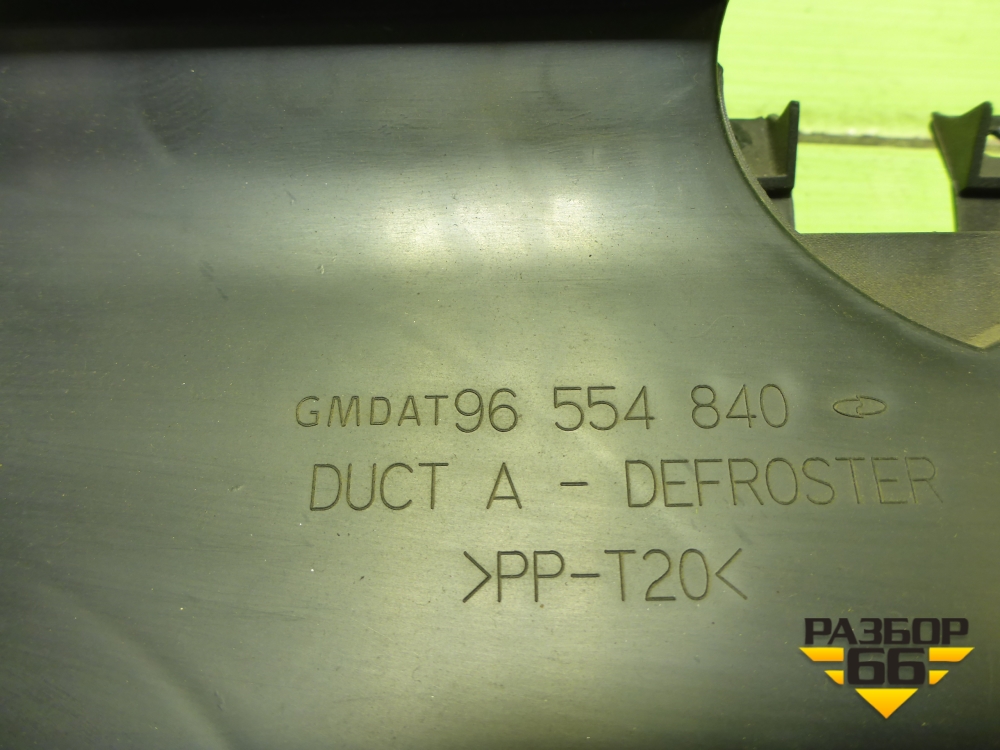 GMDAT96 554 840
DUCT A - DEFROSTER
>PP-T20<
РАЗБОР
66